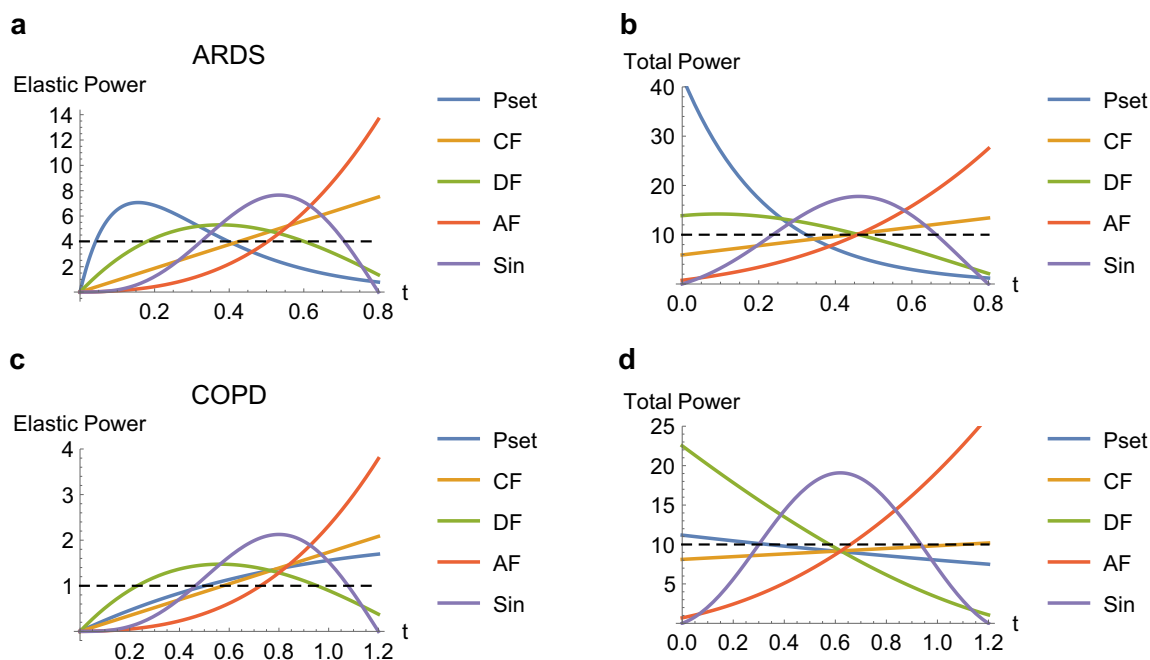 a
ARDS
Elastic Power
14
12
10
8
6
4
2
0.2 0.4 0.6 0.8
t
Pset
CF
DF
AF
Sin
b
Total Power
40
30
20
10
0.0 0.2 0.4 0.6 0.8
t
Pset
CF
DF
AF
Sin
c
COPD
Elastic Power
4
3
2
1
0.2 0.4 0.6 0.8 1.0 1.2
t
Pset
CF
DF
AF
Sin
d
Total Power
25
20
15
10
5
0.0 0.2 0.4 0.6 0.8 1.0 1.2
t
Pset
CF
DF
AF
Sin